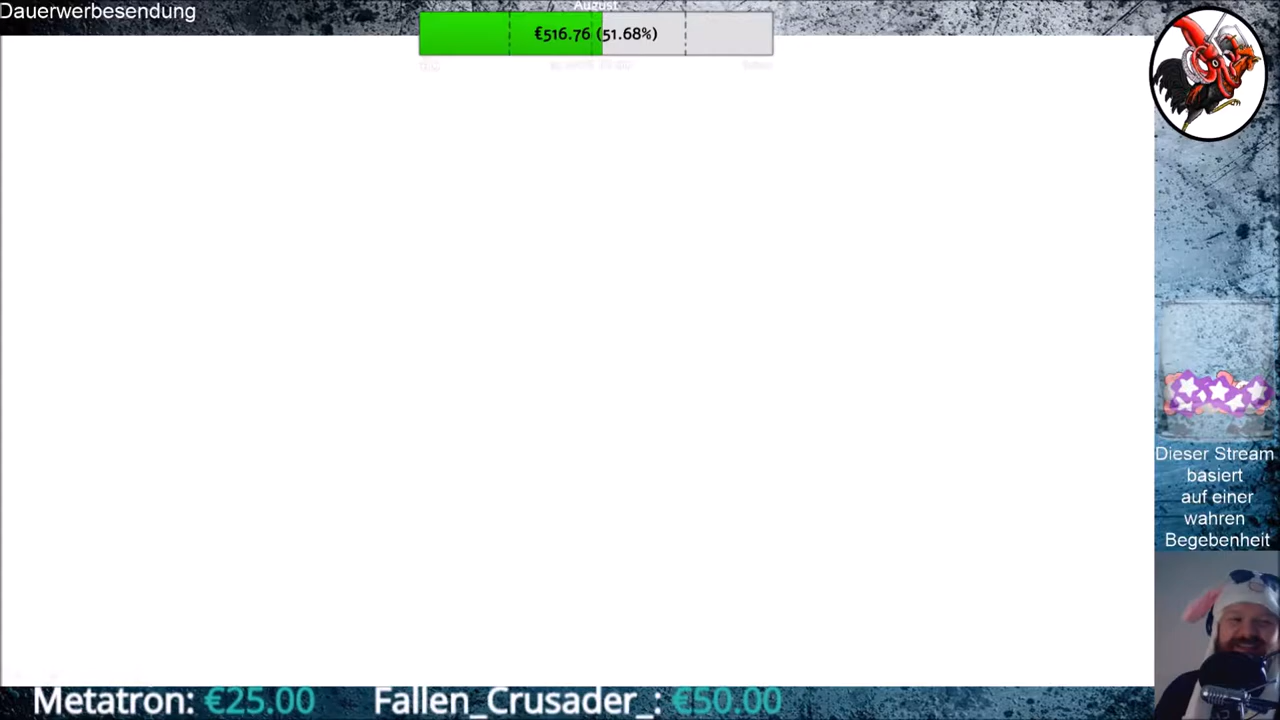 Dauerwerbesendung
August
€516.76 (51.68%)
Dieser Stream
basiert
auf einer
wahren
Begebenheit
Metatron: €25.00 Fallen_Crusader_: €50.00